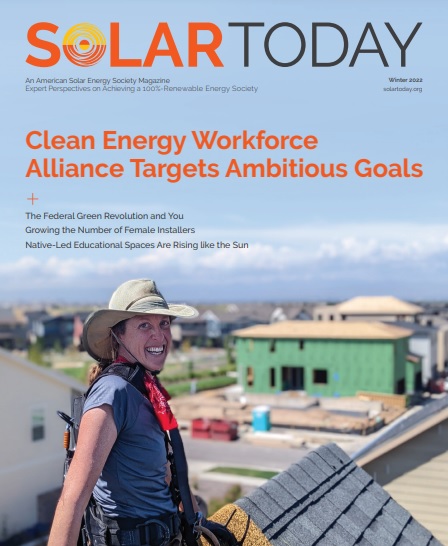 SOLAR TODAY
An American Solar Energy Society Magazine
Winter 2022
Expert Perspectives on Achieving a 100%-Renewable Energy Society
solartoday.org
Clean Energy Workforce
Alliance Targets Ambitious Goals
+
The Federal Green Revolution and You
Growing the Number of Female Installers
Native-Led Educational Spaces Are Rising like the Sun